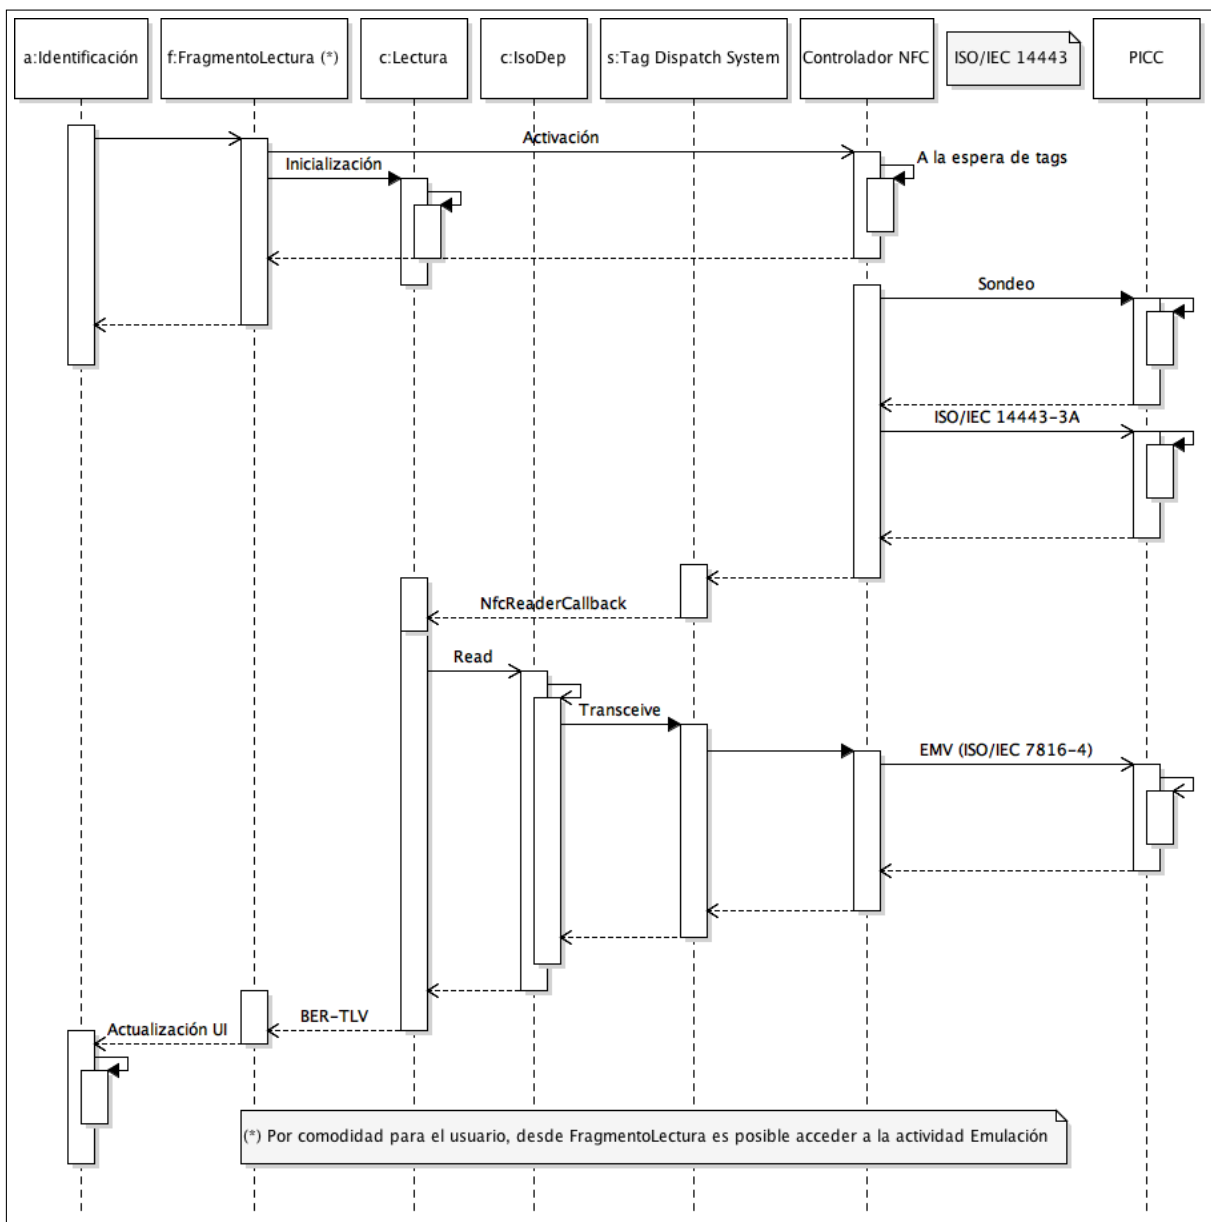 a:Identificación
f:FragmentoLectura (*)
c:Lectura
c:IsoDep
s:Tag Dispatch System
Controlador NFC
ISO/IEC 14443
PICC
Activación
A la espera de tags
Inicialización
Sondeo
ISO/IEC 14443-3A
NfcReaderCallback
Read
Transceive
EMV (ISO/IEC 7816-4)
BER-TLV
Actualización UI
(*) Por comodidad para el usuario, desde FragmentoLectura es posible acceder a la actividad Emulación